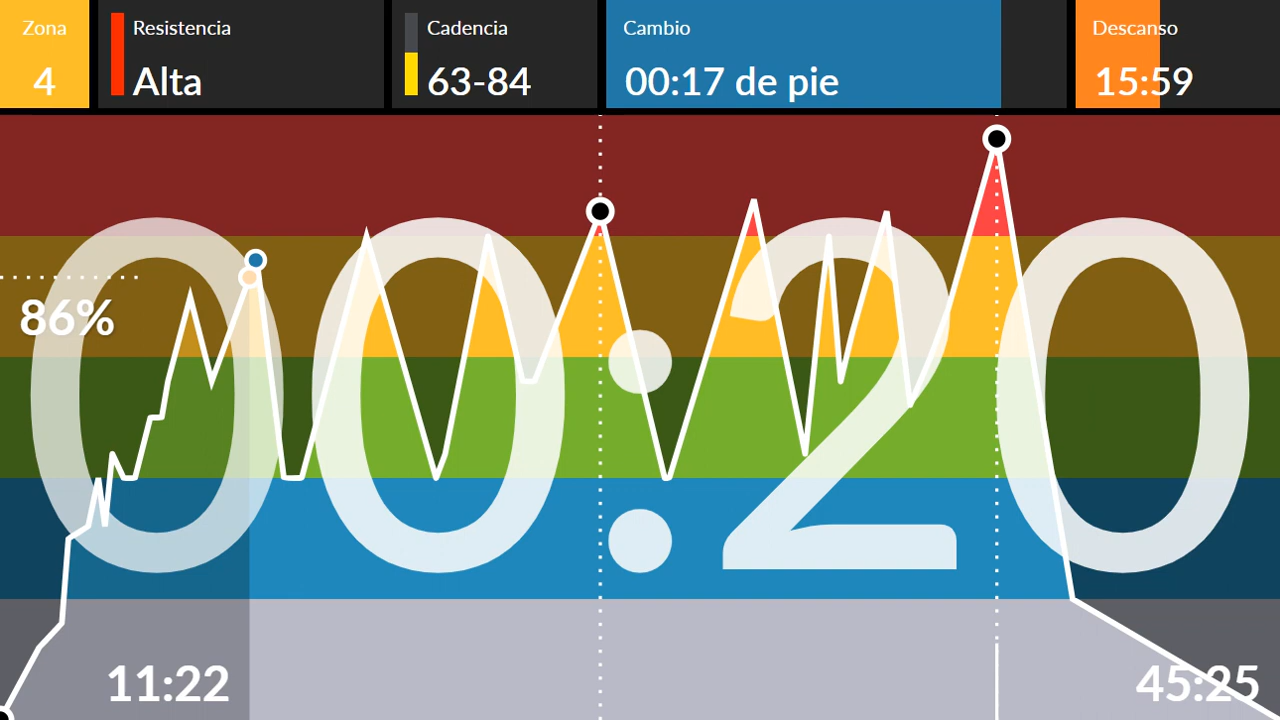 Zona
4
Resistencia
Alta
Cadencia
63-84
Cambio
00:17 de pie
Descanso
15:59
00:20
86%
11:22
45:25